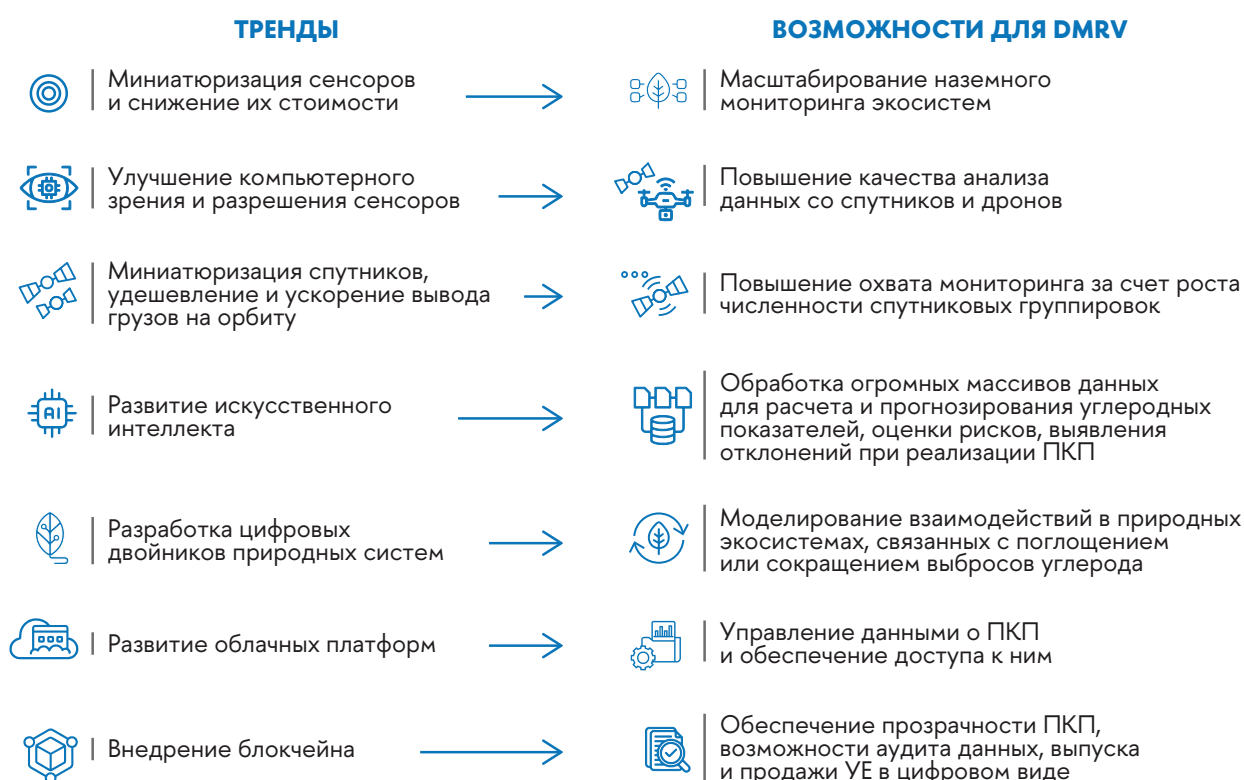 ТРЕНДЫ
ВОЗМОЖНОСТИ ДЛЯ DMRV
Миниатюризация сенсоров
и снижение их стоимости
Масштабирование наземного
мониторинга экосистем
Улучшение компьютерного
зрения и разрешения сенсоров
Повышение качества анализа
данных со спутников и дронов
Миниатюризация спутников,
удешевление и ускорение вывода
грузов на орбиту
Повышение охвата мониторинга за счет роста
численности спутниковых группировок
AI
Развитие искусственного
интеллекта
Обработка огромных массивов данных
для расчета и прогнозирования углеродных
показателей, оценки рисков, выявления
отклонений при реализации ПКП
Разработка цифровых
двойников природных систем
Моделирование взаимодействий в природных
экосистемах, связанных с поглощением
или сокращением выбросов углерода
Развитие облачных платформ
Управление данными о ПКП
и обеспечение доступа к ним
Внедрение блокчейна
Обеспечение прозрачности ПКП,
возможности аудита данных, выпуска
и продажи УЕ в цифровом виде